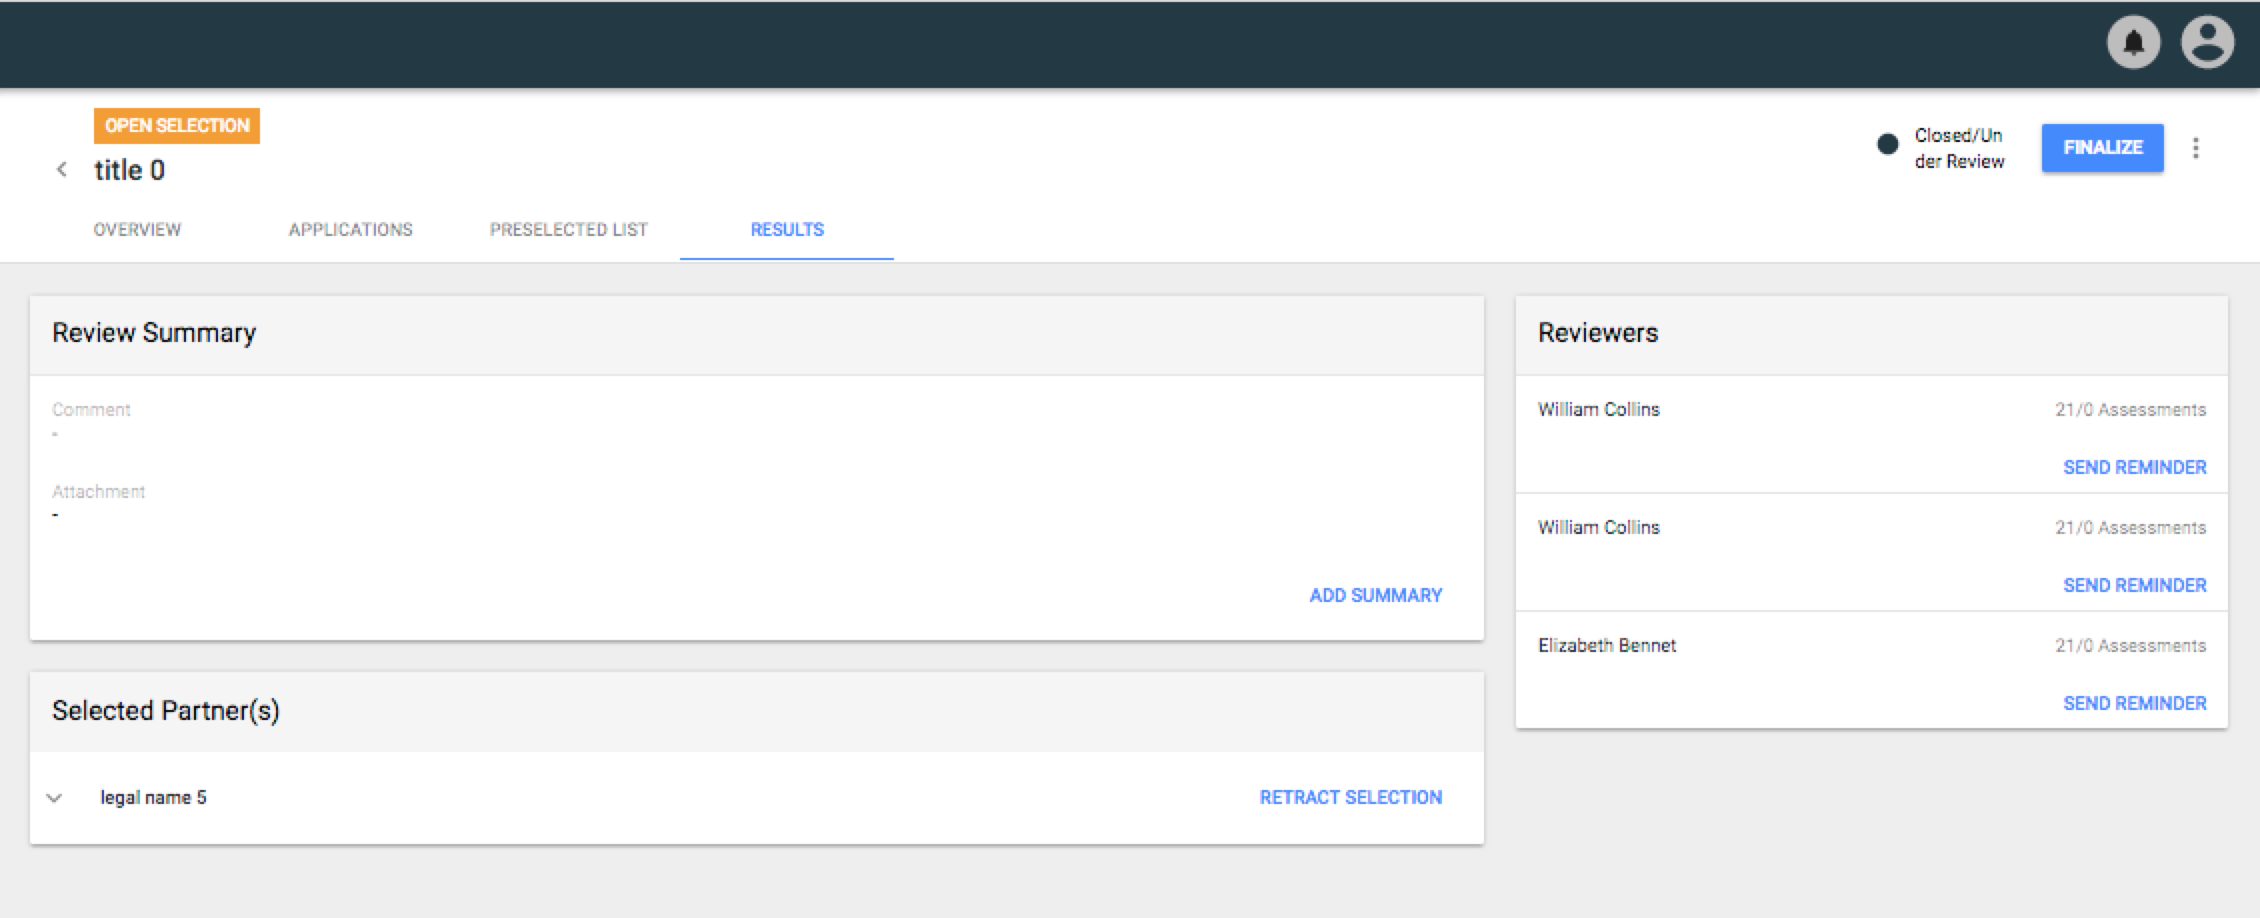 OPEN SELECTION
title 0
Closed/Un
der Review
FINALIZE
OVERVIEW
APPLICATIONS
PRESELECTED LIST
RESULTS
Review Summary
Comment
-
Attachment
-
ADD SUMMARY
Selected Partner(s)
legal name 5
RETRACT SELECTION
Reviewers
William Collins
21/0 Assessments
SEND REMINDER
William Collins
21/0 Assessments
SEND REMINDER
Elizabeth Bennet
21/0 Assessments
SEND REMINDER